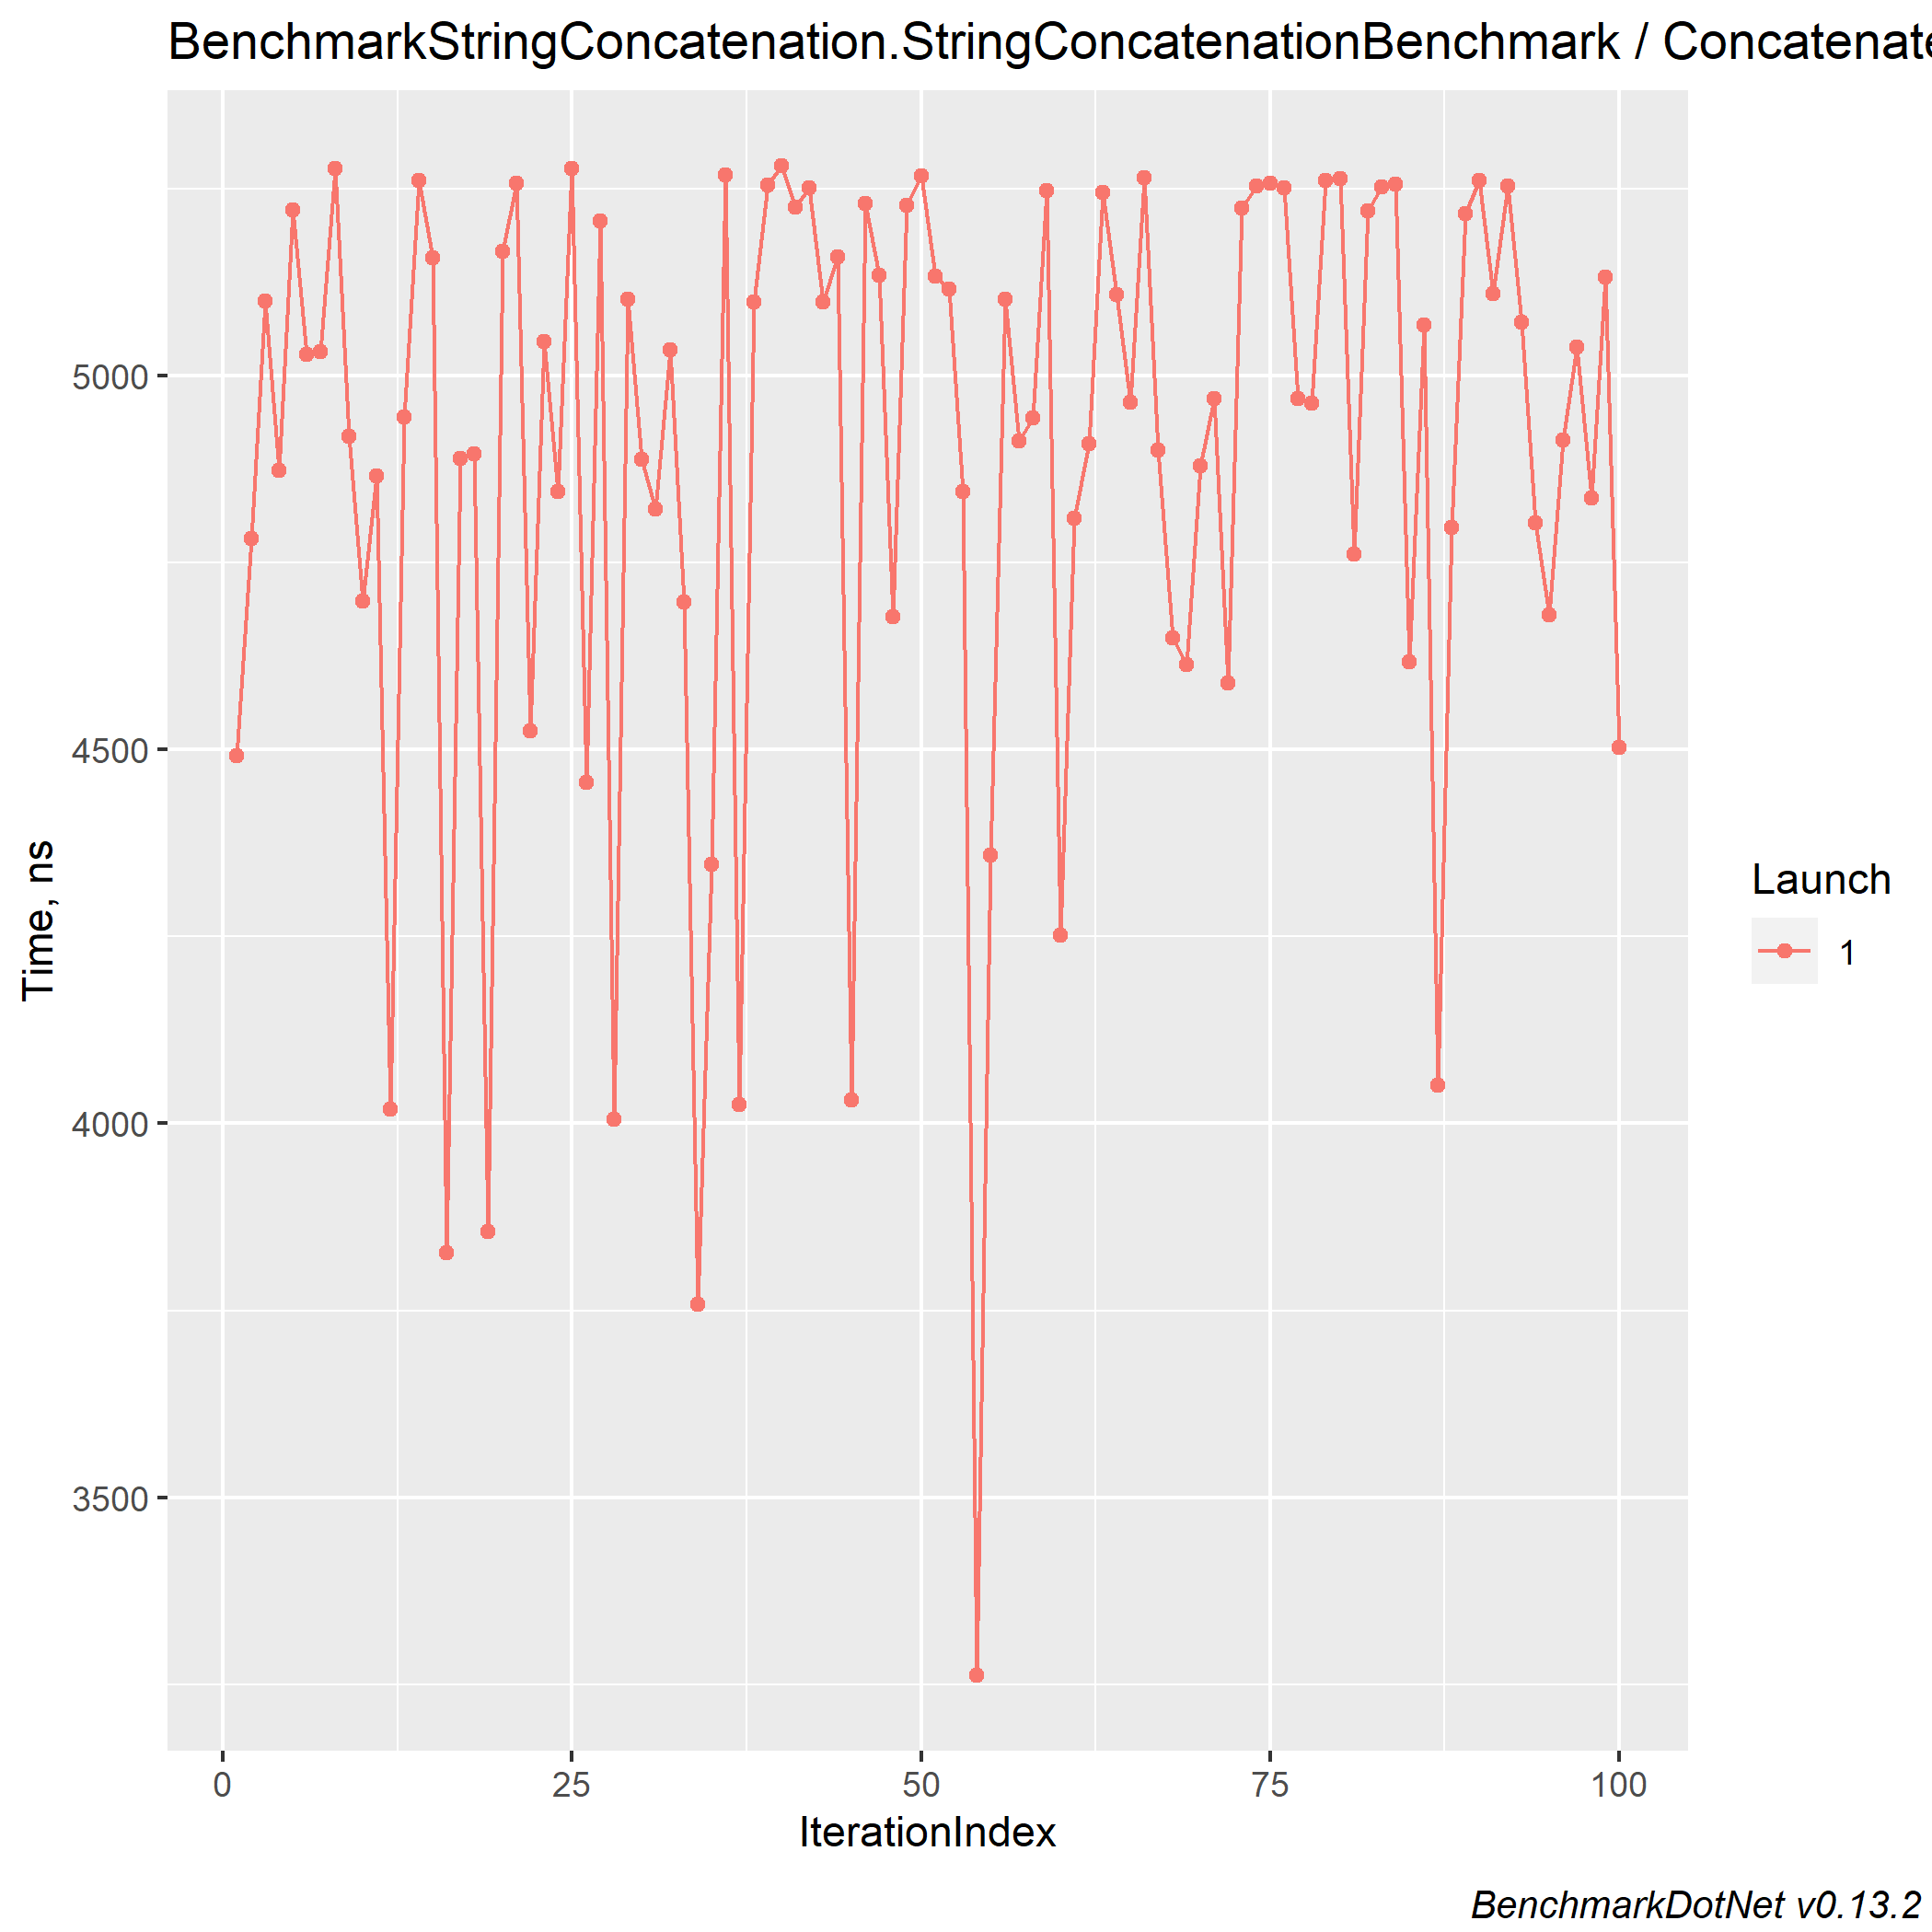 BenchmarkStringConcatenation.StringConcatenationBenchmark / Concatenate
5000
4500
4000
3500
Time, ns
0 25 50 75 100
IterationIndex
Launch
1
BenchmarkDotNet v0.13.2